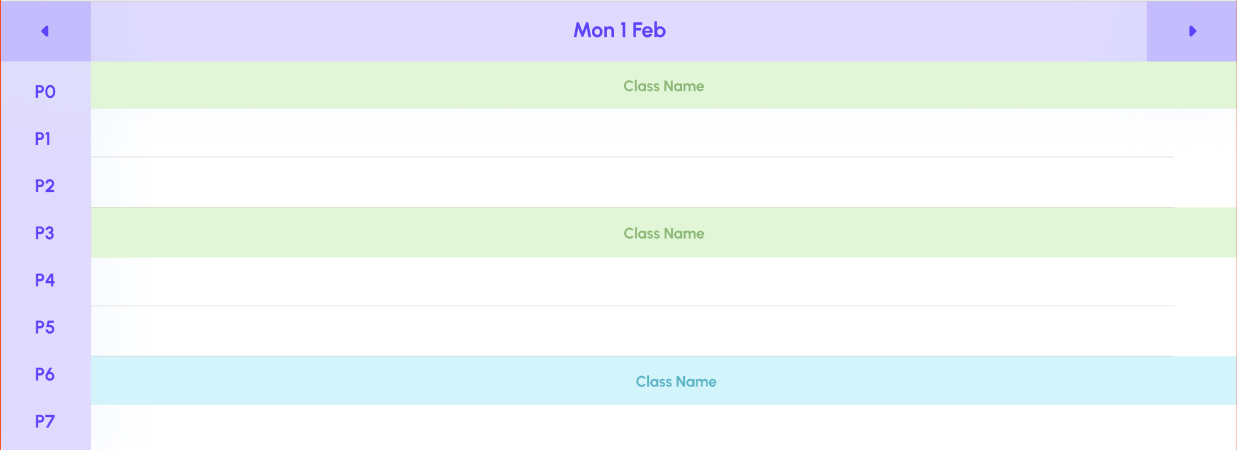 Mon 1 Feb
P0 Class Name
P1
P2
P3 Class Name
P4
P5
P6 Class Name
P7